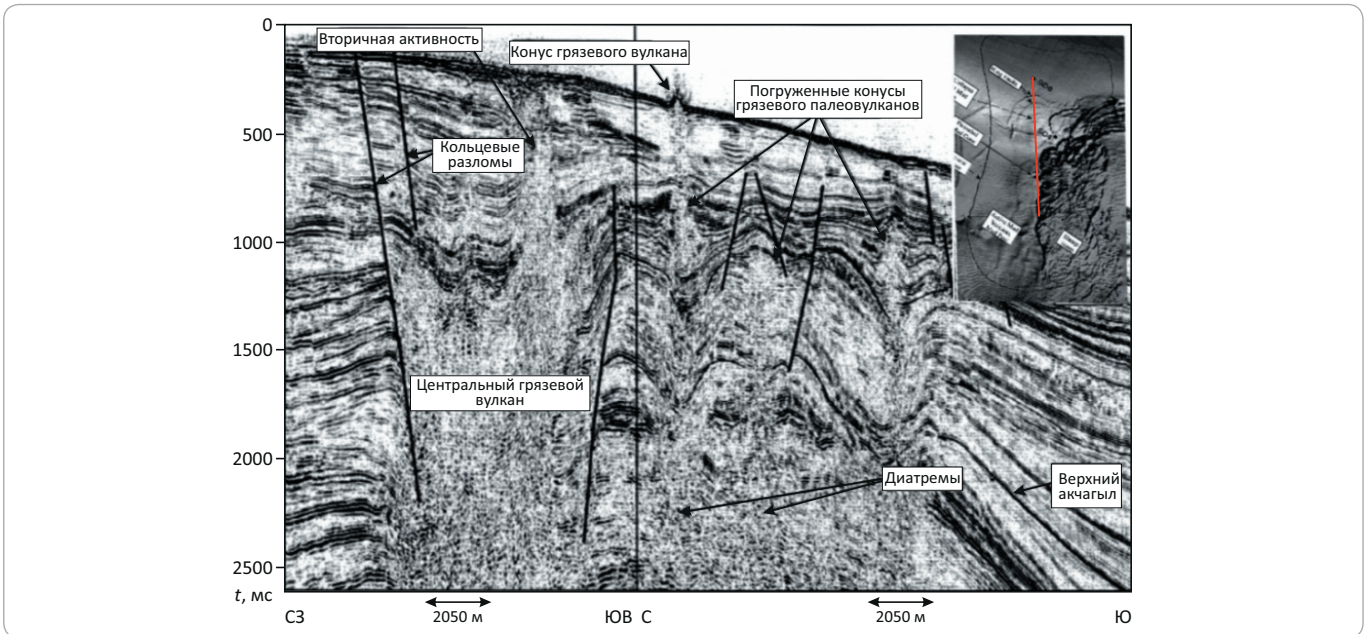 0
Вторичная активность
Конус грязевого вулкана
Погруженные конусы
грязевого палеовулканов
500
Кольцевые
разломы
1000
1500
Центральный грязевой
вулкан
2000
Диатремы
Верхний
акчагыл
2500
t, мс
СЗ
2050 м
ЮВ
С
2050 м
Ю